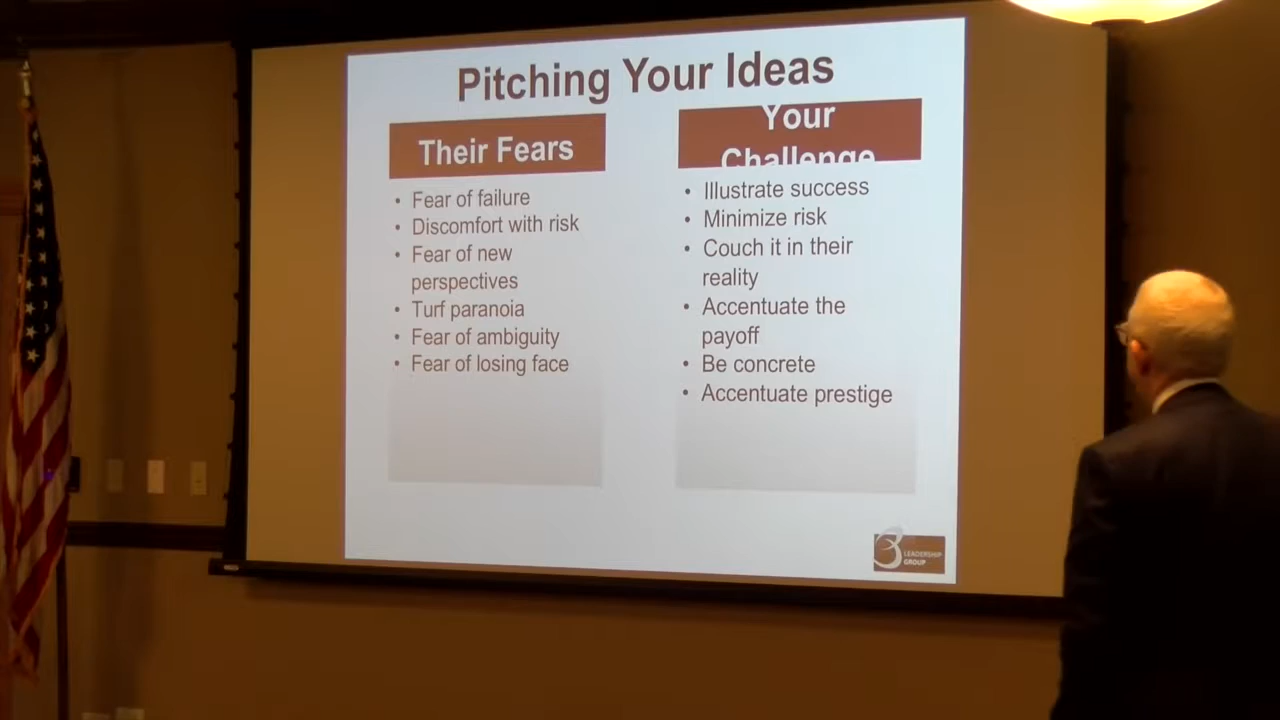 Pitching Your Ideas
Their Fears
• Fear of failure
• Discomfort with risk
• Fear of new
perspectives
• Turf paranoia
• Fear of ambiguity
• Fear of losing face
Your
Challenge
• Illustrate success
• Minimize risk
• Couch it in their
reality
• Accentuate the
payoff
• Be concrete
• Accentuate prestige
3
LEADERSHIP
GROUP